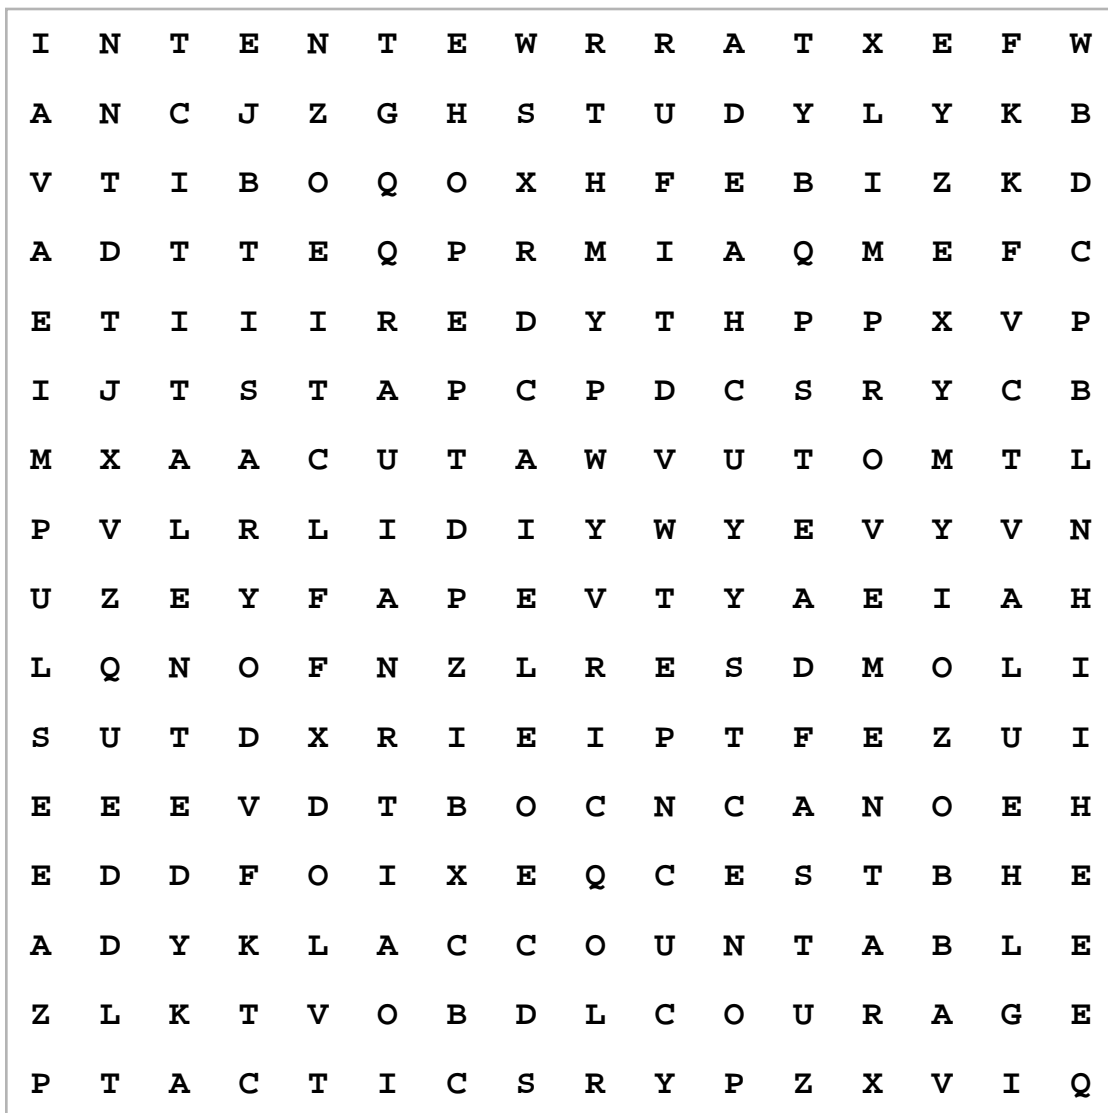 I N T E N T E W R R A T X E F W
A N C J Z G H S T U D Y L Y K B
V T I B O Q O X H F E B I Z K D
A D T T E Q P R M I A Q M E F C
E T I I I R E D Y T H P P X V P
I J T S T A P C P D C S R Y C B
M X A A C U T A W V U T O M T L
P V L R L I D I Y W Y E V Y V N
U Z E Y F A P E V T Y A E I A H
L Q N O F N Z L R E S D M O L I
S U T D X R I E I P T F E Z U I
E E E V D T B O C N C A N O E H
E D D F O I X E Q C E S T B H E
A D Y K L A C C O U N T A B L E
Z L K T V O B D L C O U R A G E
P T A C T I C S R Y P Z X V I Q